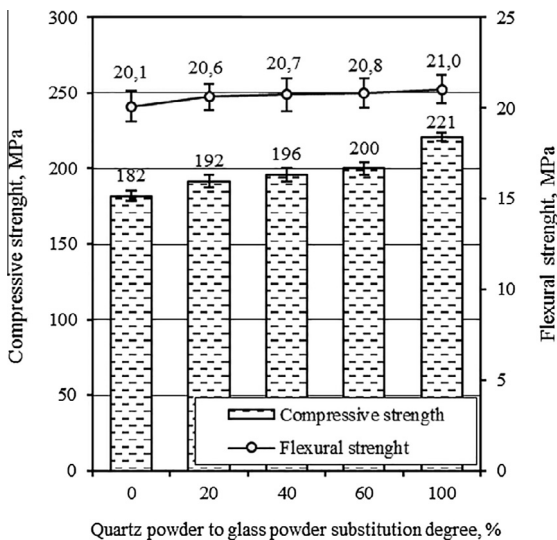 300
250
200
150
100
50
0
Compressive strenght, MPa
25
20
15
10
5
0
Flexural strenght, MPa
20,1 20,6 20,7 20,8 21,0
182 192 196 200 221
Compressive strength
Flexural strenght
0 20 40 60 100
Quartz powder to glass powder substitution degree, %